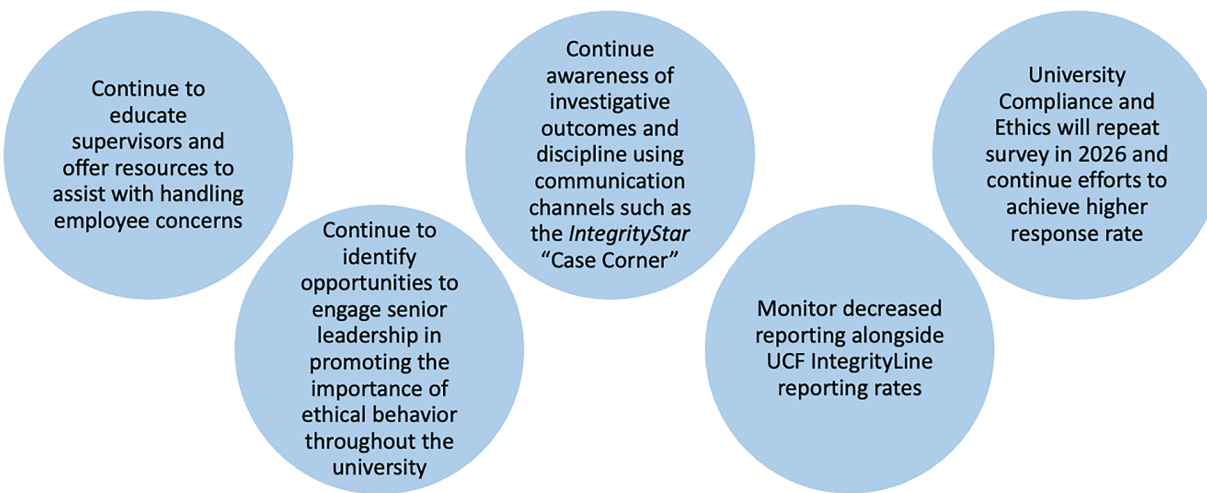 Continue to
educate
supervisors and
offer resources to
assist with handling
employee concerns
Continue to
identify
opportunities to
engage senior
leadership in
promoting the
importance of
ethical behavior
throughout the
university
Continue
awareness of
investigative
outcomes and
discipline using
communication
channels such as
the IntegrityStar
“Case Corner”
Monitor decreased
reporting alongside
UCF IntegrityLine
reporting rates
University
Compliance and
Ethics will repeat
survey in 2026 and
continue efforts to
achieve higher
response rate